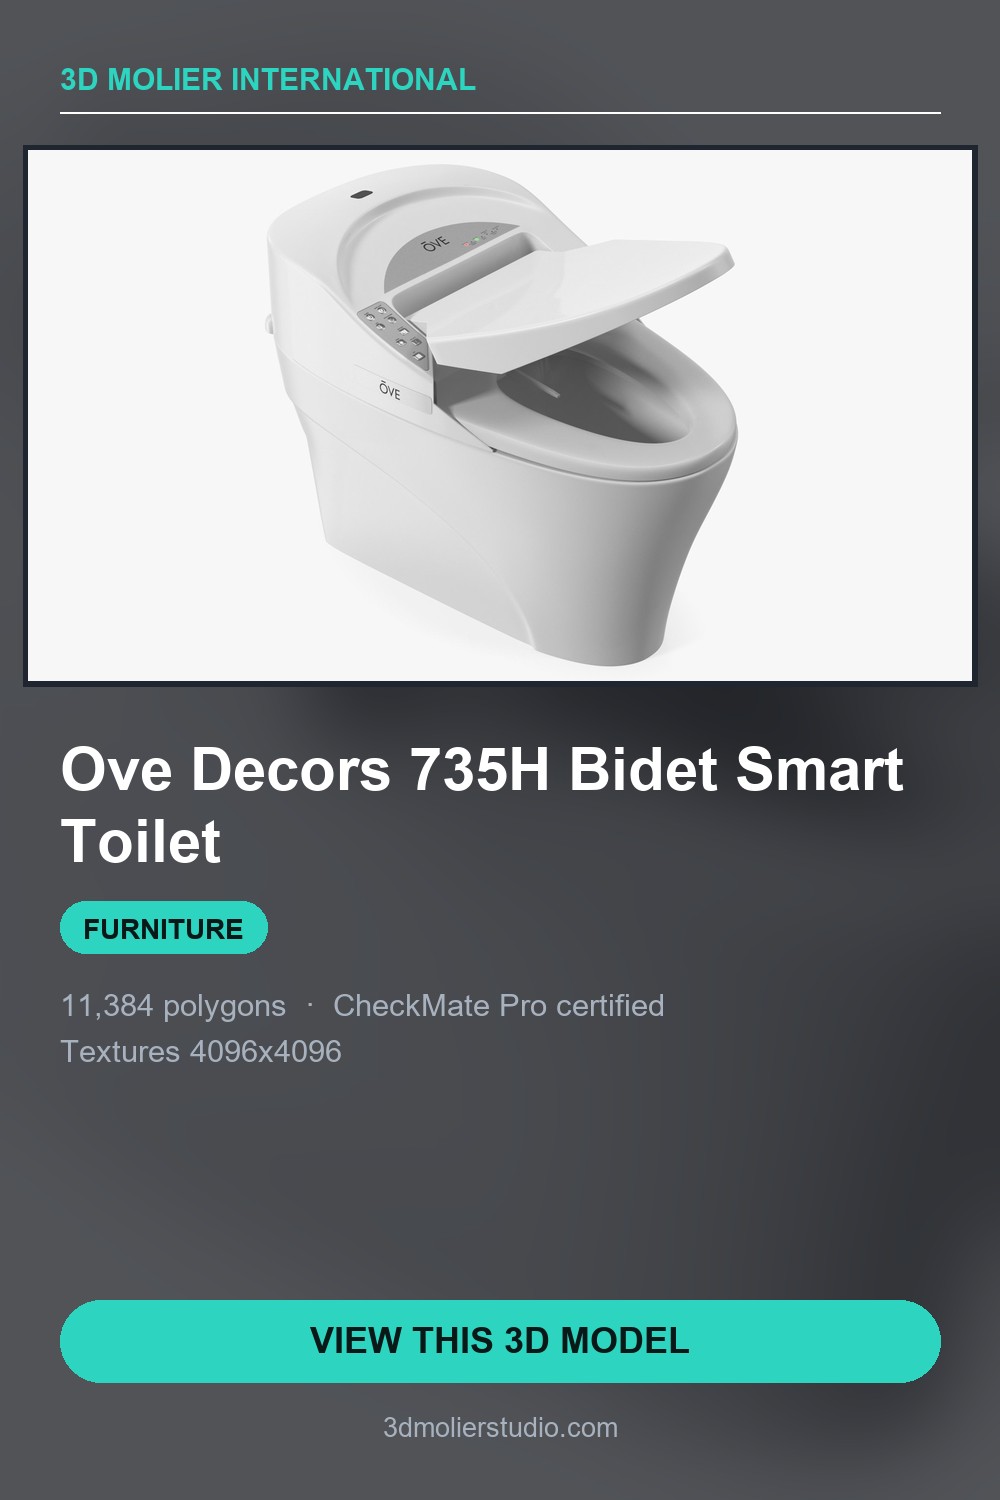 3D MOLIER INTERNATIONAL
ŌVE
ŌVE
Ove Decors 735H Bidet Smart
Toilet
FURNITURE
11,384 polygons · CheckMate Pro certified
Textures 4096x4096
VIEW THIS 3D MODEL
3dmolierstudio.com